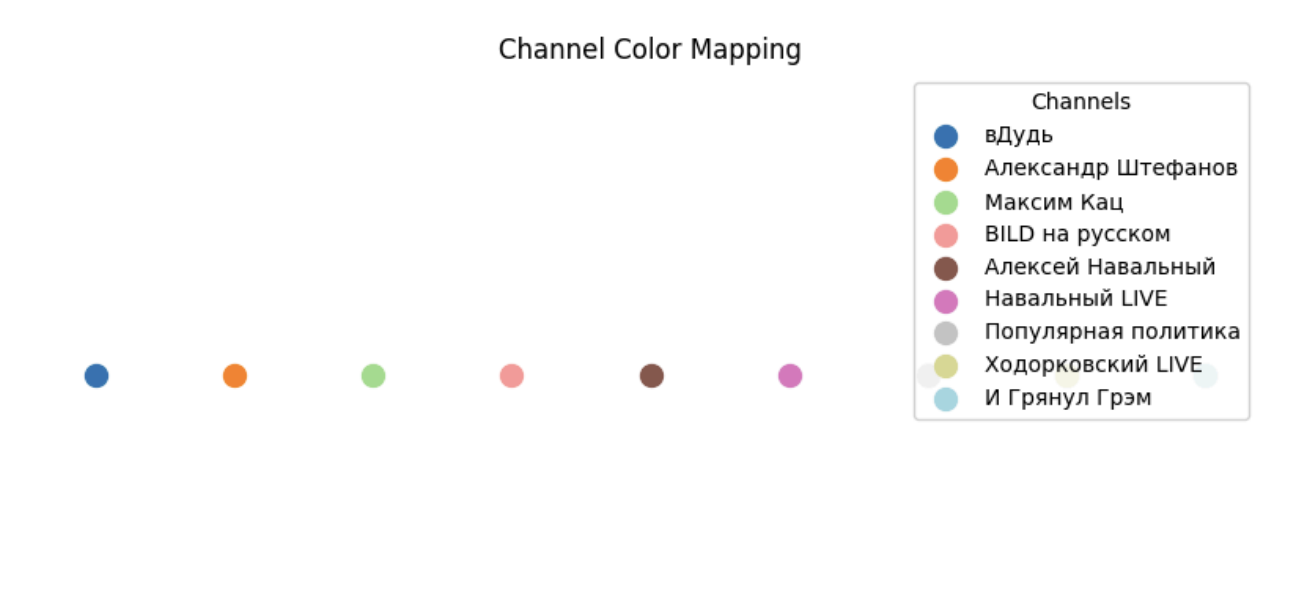 Channel Color Mapping
Channels
вДудь
Александр Штефанов
Максим Кац
BILD на русском
Алексей Навальный
Навальный LIVE
Популярная политика
Ходорковский LIVE
И Грянул Грэм